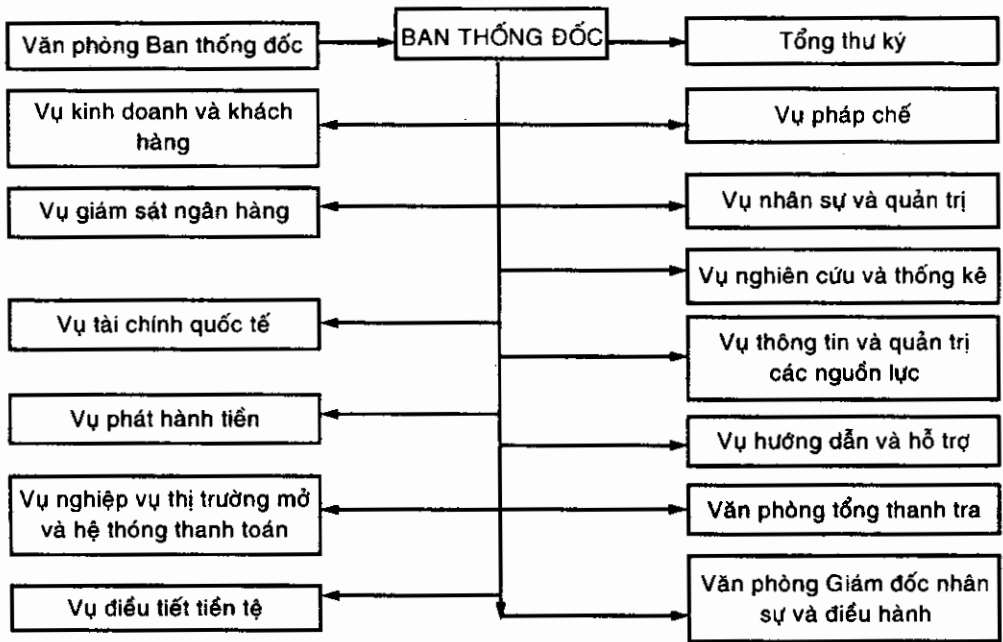 Văn phòng Ban thống đốc
BAN THỐNG ĐỐC
Tổng thư ký
Vụ kinh doanh và khách
hàng
Vụ pháp chế
Vụ giám sát ngân hàng
Vụ nhân sự và quản trị
Vụ nghiên cứu và thống kê
Vụ tài chính quốc tế
Vụ thông tin và quản trị
các nguồn lực
Vụ phát hành tiền
Vụ hướng dẫn và hỗ trợ
Vụ nghiệp vụ thị trường mở
và hệ thóng thanh toán
Văn phòng tổng thanh tra
Vụ điều tiết tiền tệ
Văn phòng Giám đốc nhân
sự và điều hành